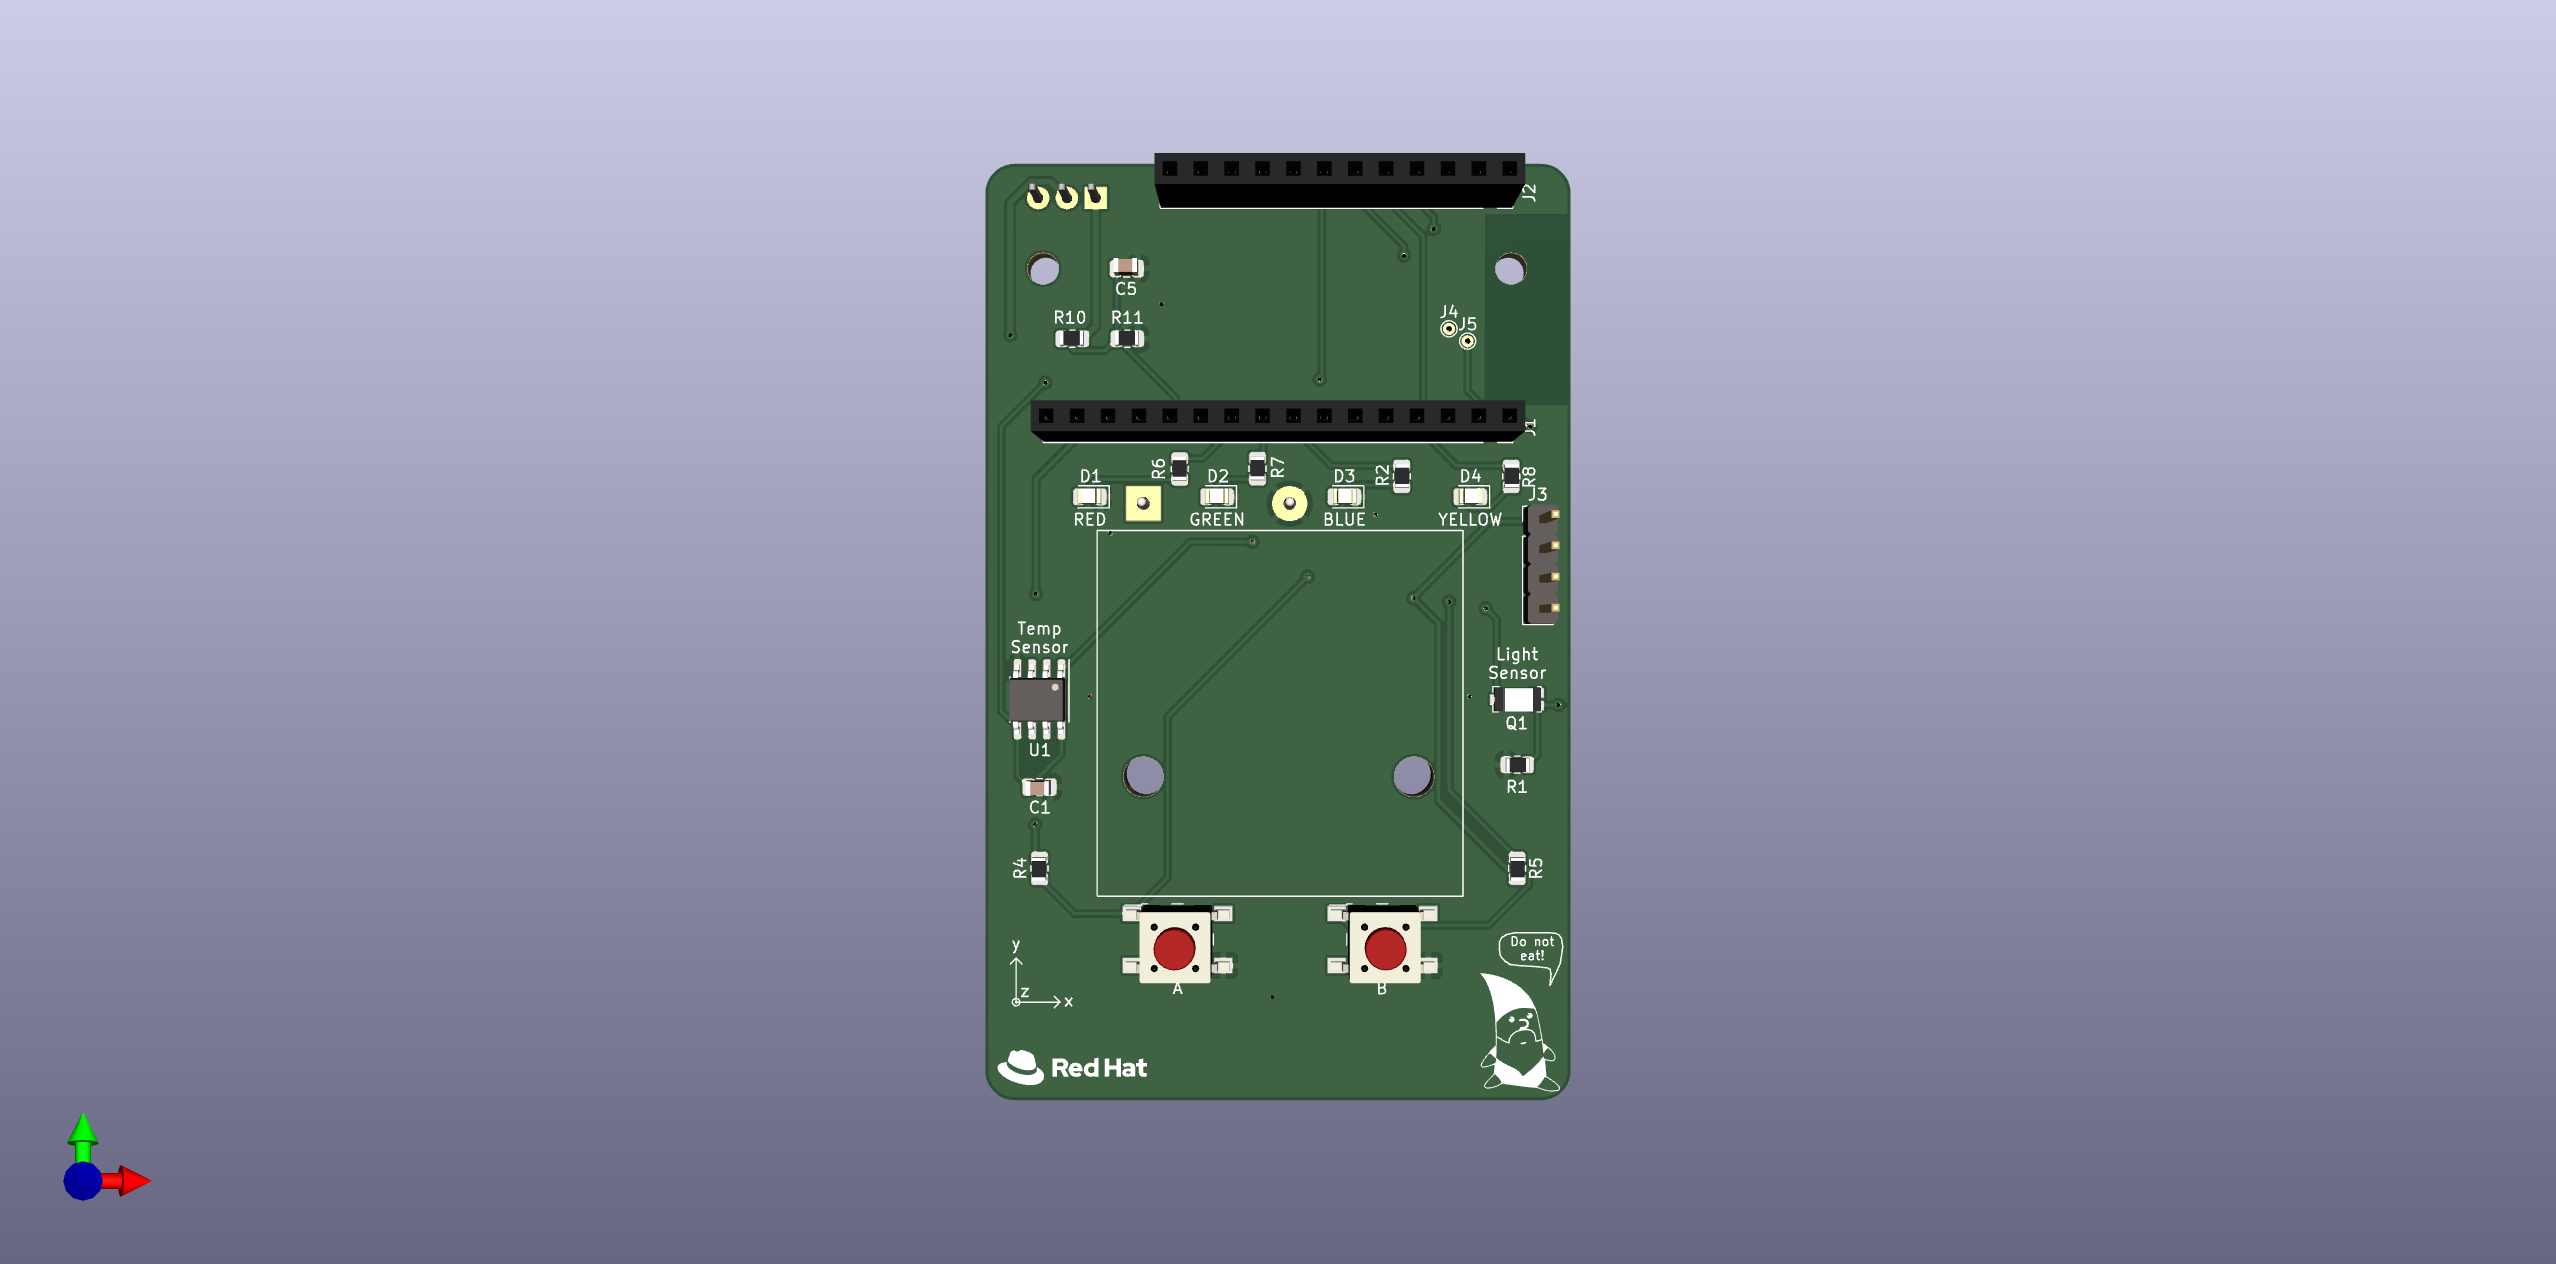 J2
C5
R10
R11
J4
J5
J1
R6
R7
R2
R8
D1
D2
D3
D4
J3
RED
GREEN
BLUE
YELLOW
Temp
Sensor
Light
Sensor
Q1
U1
R1
C1
R4
R5
y
z
x
A
B
Do not
eat!
Red Hat